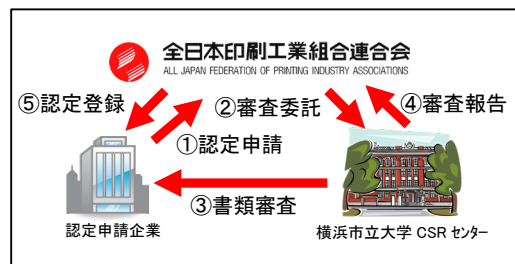 全日本印刷工業組合連合会
ALL JAPAN FEDERATION OF PRINTING INDUSTRY ASSOCIATIONS
⑤認定登録
②審査委託
④審査報告
①認定申請
③書類審査
認定申請企業
横浜市立大学 CSR センター